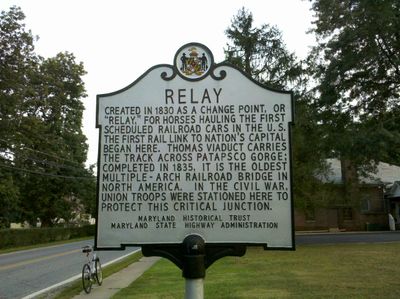 RELAY
CREATED IN 1830 AS A CHANGE POINT, OR
"RELAY," FOR HORSES HAULING THE FIRST
SCHEDULED RAILROAD CARS IN THE U.S.
THE FIRST RAIL LINK TO NATION'S CAPITAL
BEGAN HERE. THOMAS VIADUCT CARRIES
THE TRACK ACROSS PATAPSCO GORGE;
COMPLETED IN 1835, IT IS THE OLDEST
MULTIPLE-ARCH RAILROAD BRIDGE IN
NORTH AMERICA. IN THE CIVIL WAR,
UNION TROOPS WERE STATIONED HERE TO
PROTECT THIS CRITICAL JUNCTION.
MARYLAND HISTORICAL TRUST
MARYLAND STATE HIGHWAY ADMINISTRATION